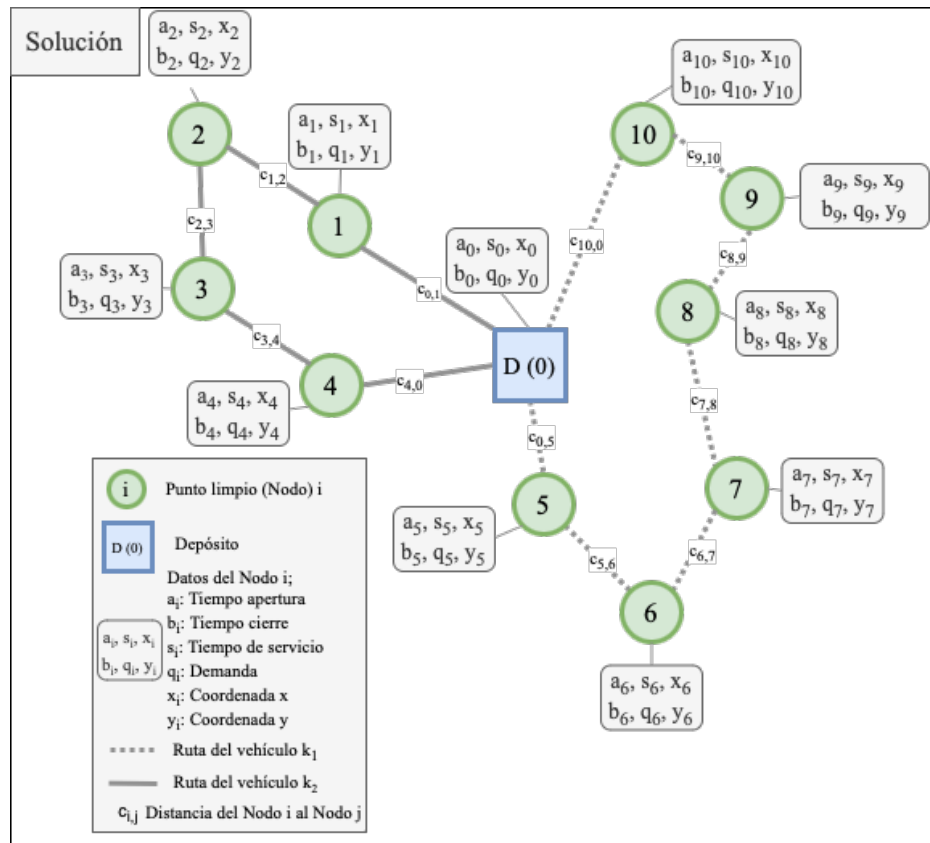 Solución
a2, s2, x2
b2, q2, y2
2
a1, s1, x1
b1, q1, y1
c1,2
1
c2,3
a3, s3, x3
b3, q3, y3
3
c0,1
c3,4
4
c4,0
a4, s4, x4
b4, q4, y4
a0, s0, x0
b0, q0, y0
D (0)
a10, s10, x10
b10, q10, y10
10
c9,10
a9, s9, x9
b9, q9, y9
9
c10,0
c8,9
8
a8, s8, x8
b8, q8, y8
c7,8
c0,5
5
a5, s5, x5
b5, q5, y5
c5,6
7
a7, s7, x7
b7, q7, y7
c6,7
6
a6, s6, x6
b6, q6, y6
i Punto limpio (Nodo) i
D (0) Depósito
Datos del Nodo i;
ai: Tiempo apertura
bi: Tiempo cierre
ai, si, xi
bi, qi, yi
si: Tiempo de servicio
qi: Demanda
xi: Coordenada x
yi: Coordenada y
Ruta del vehículo k1
Ruta del vehículo k2
ci,j Distancia del Nodo i al Nodo j